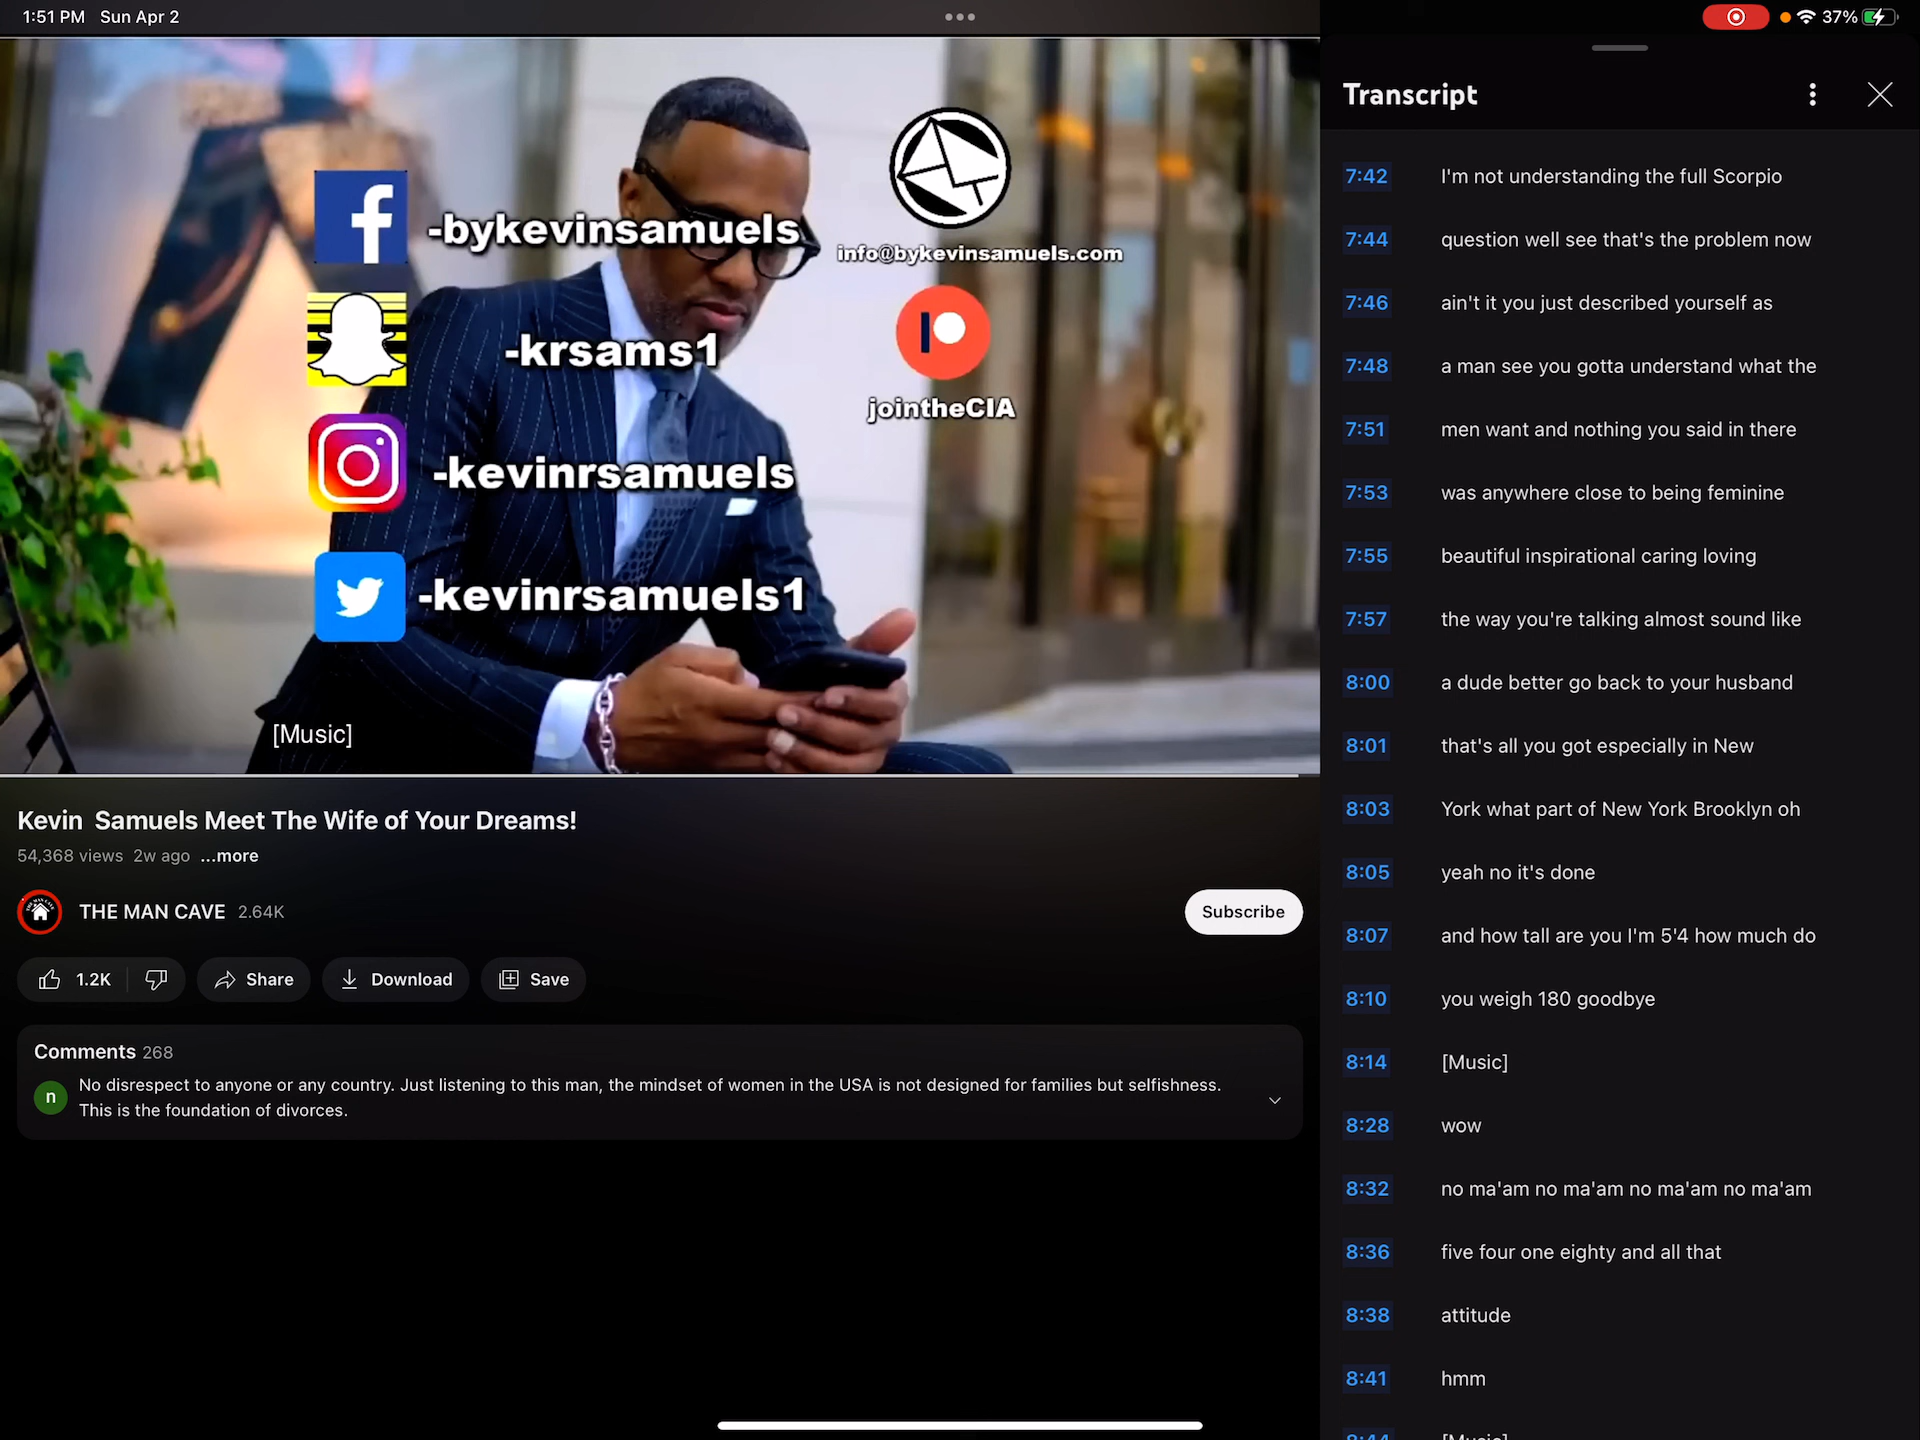 1:51 PM Sun Apr 2
37%
-bykevinsamuels
info@bykevinsamuels.com
-krsams1
jointheCIA
-kevinrsamuels
-kevinrsamuels1
[Music]
Kevin  Samuels Meet The Wife of Your Dreams!
54,368 views 2w ago ...more
THE MAN CAVE 2.64K
Subscribe
1.2K
Share
Download
Save
Comments 268
n
No disrespect to anyone or any country. Just listening to this man, the mindset of women in the USA is not designed for families but selfishness.
This is the foundation of divorces.
Transcript
7:42 I'm not understanding the full Scorpio
7:44 question well see that's the problem now
7:46 ain't it you just described yourself as
7:48 a man see you gotta understand what the
7:51 men want and nothing you said in there
7:53 was anywhere close to being feminine
7:55 beautiful inspirational caring loving
7:57 the way you're talking almost sound like
8:00 a dude better go back to your husband
8:01 that's all you got especially in New
8:03 York what part of New York Brooklyn oh
8:05 yeah no it's done
8:07 and how tall are you I'm 5'4 how much do
8:10 you weigh 180 goodbye
8:14 [Music]
8:28 wow
8:32 no ma'am no ma'am no ma'am no ma'am
8:36 five four one eighty and all that
8:38 attitude
8:41 hmm
8:44 [Music]